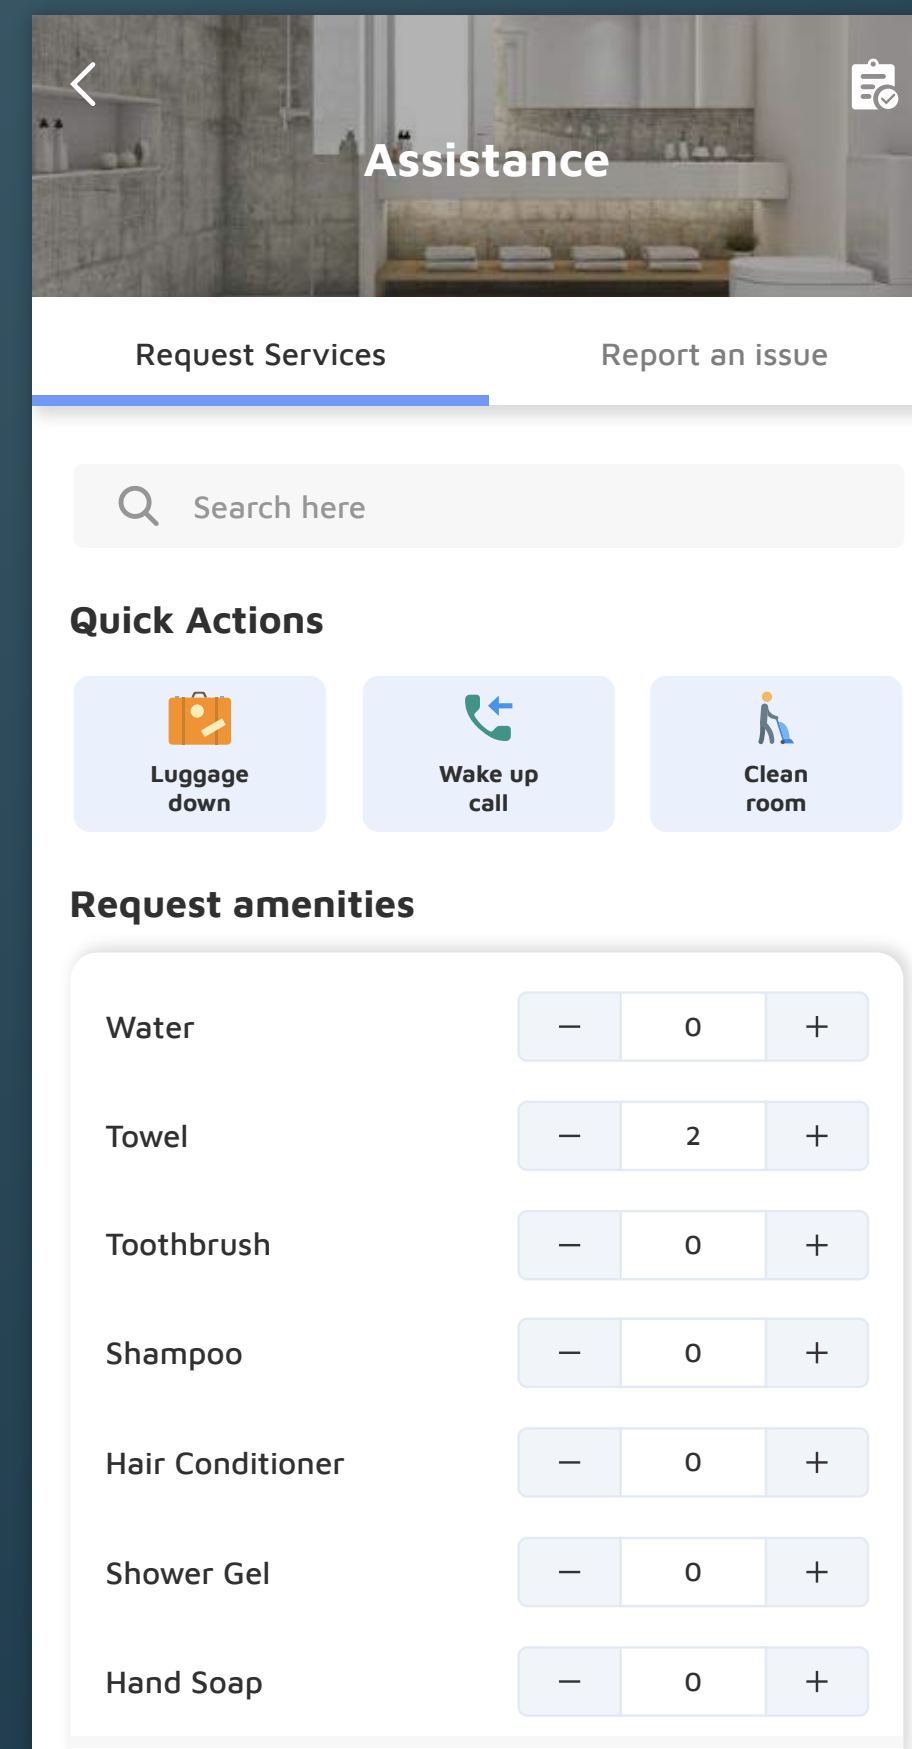 Assistance
Request Services
Report an issue
Search here
Quick Actions
Luggage
down
Wake up
call
Clean
room
Request amenities
Water
− 0 +
Towel
− 2 +
Toothbrush
− 0 +
Shampoo
− 0 +
Hair Conditioner
− 0 +
Shower Gel
− 0 +
Hand Soap
− 0 +